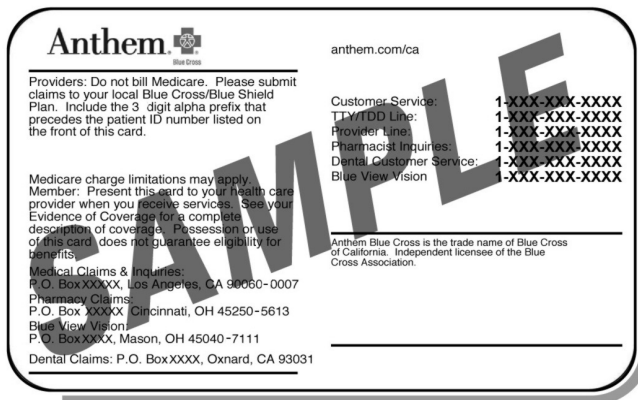 Anthem
Blue Cross
Providers: Do not bill Medicare. Please submit
claims to your local Blue Cross/Blue Shield
Plan. Include the 3 digit alpha prefix that
precedes the patient ID number listed on
the front of this card.
Medicare charge limitations may apply.
Member: Present this card to your health care
provider when you receive services. See your
Evidence of Coverage for a complete
description of coverage. Possession or use
of this card does not guarantee eligibility for
benefits.
Medical Claims & Inquiries:
P.O. Box XXXXX, Los Angeles, CA 90060-0007
Pharmacy Claims:
P.O. Box XXXXX Cincinnati, OH 45250-5613
Blue View Vision:
P.O. Box XXXX, Mason, OH 45040-7111
Dental Claims: P.O. Box XXXX, Oxnard, CA 93031
anthem.com/ca
Customer Service: 1-XXX-XXX-XXXX
TTY/TDD Line: 1-XXX-XXX-XXXX
Provider Line: 1-XXX-XXX-XXXX
Pharmacist Inquiries: 1-XXX-XXX-XXXX
Dental Customer Service: 1-XXX-XXX-XXXX
Blue View Vision 1-XXX-XXX-XXXX
Anthem Blue Cross is the trade name of Blue Cross
of California. Independent licensee of the Blue
Cross Association.
SAMPLE